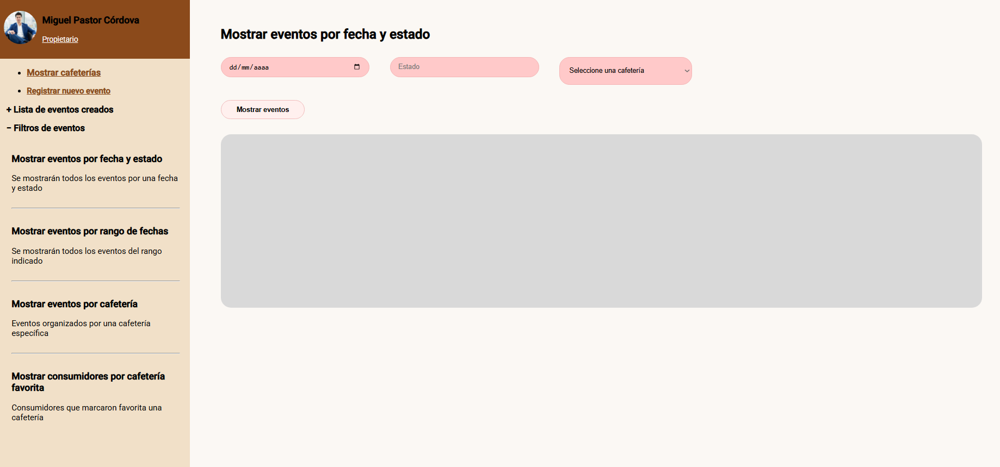 Miguel Pastor Córdova
Propietario
Mostrar cafeterías
Registrar nuevo evento
+ Lista de eventos creados
− Filtros de eventos
Mostrar eventos por fecha y estado
Se mostrarán todos los eventos por una fecha
y estado
Mostrar eventos por rango de fechas
Se mostrarán todos los eventos del rango
indicado
Mostrar eventos por cafetería
Eventos organizados por una cafetería
específica
Mostrar consumidores por cafetería
favorita
Consumidores que marcaron favorita una
cafetería
Mostrar eventos por fecha y estado
dd/mm/aaaa
Estado
Seleccione una cafetería
Mostrar eventos